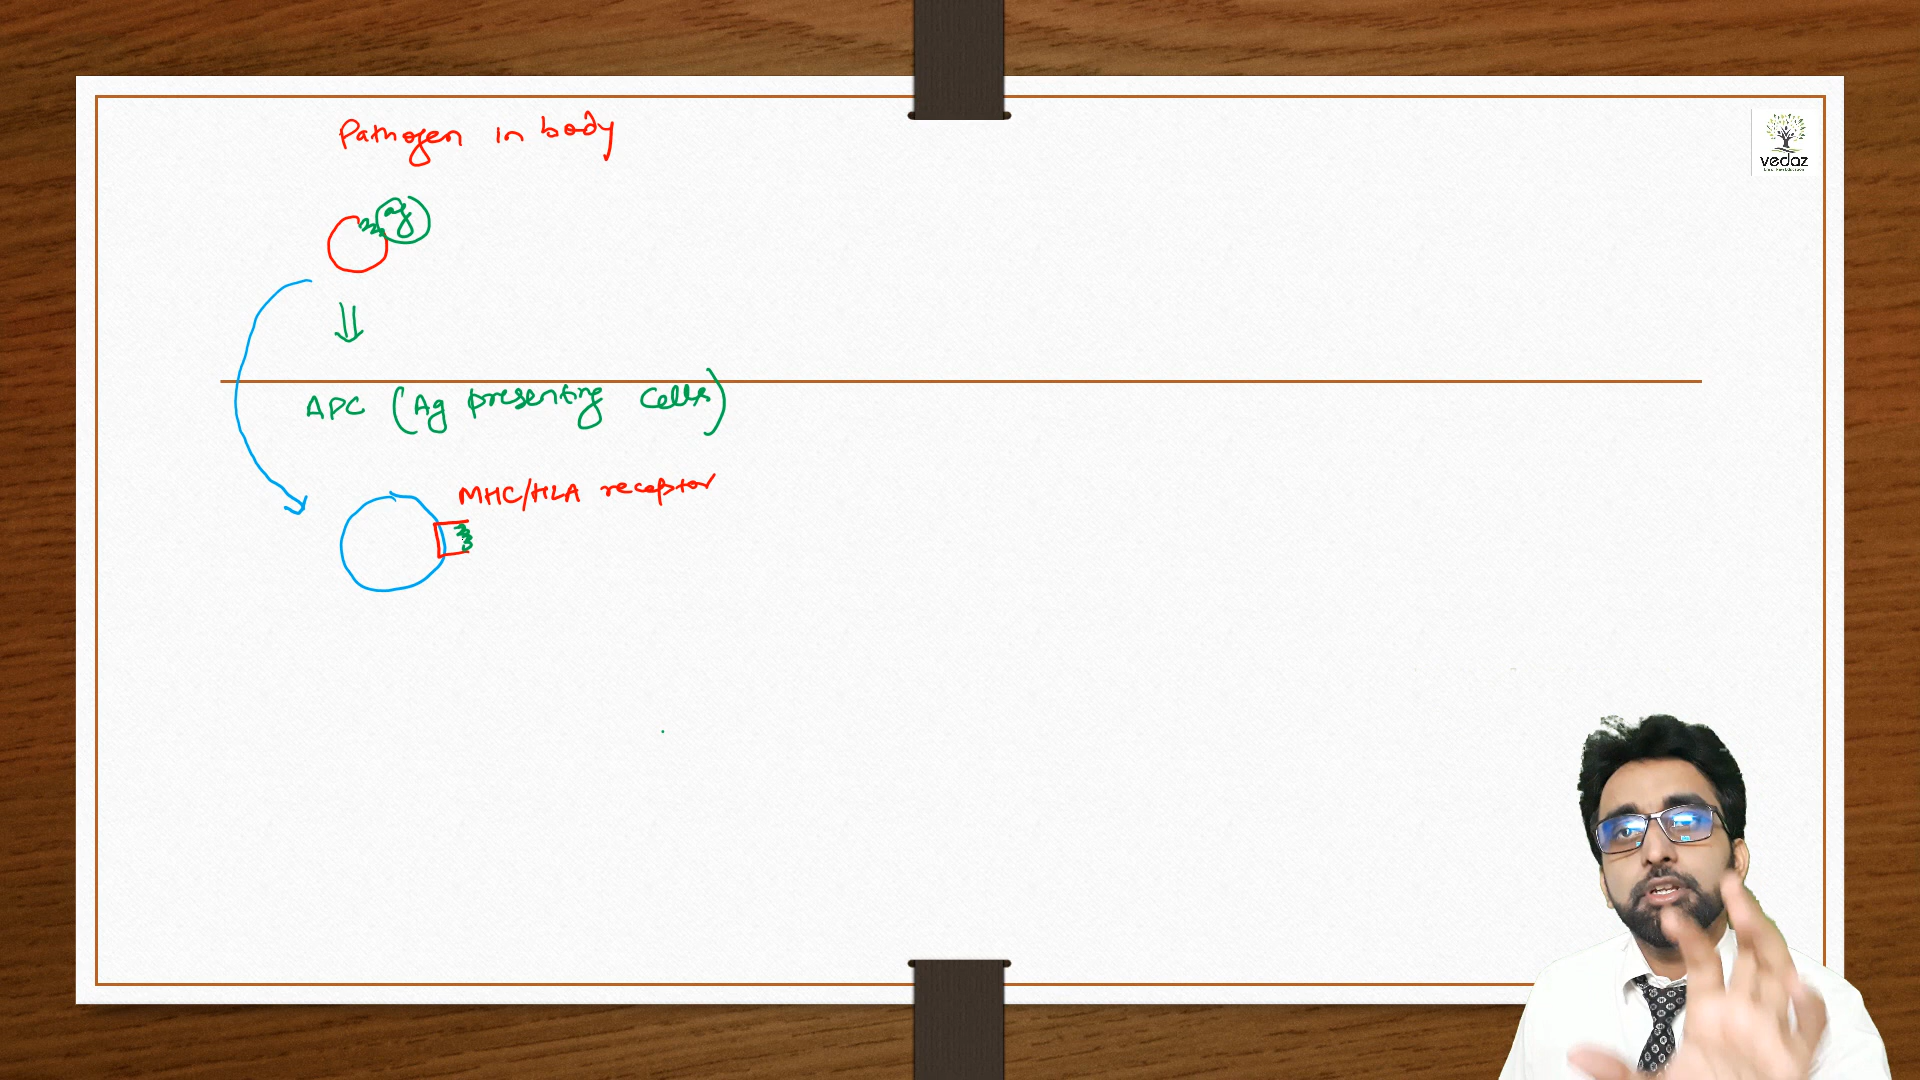 Pathogen in body
vedaz
Ag
APC (Ag presenting cells)
MHC/HLA receptor